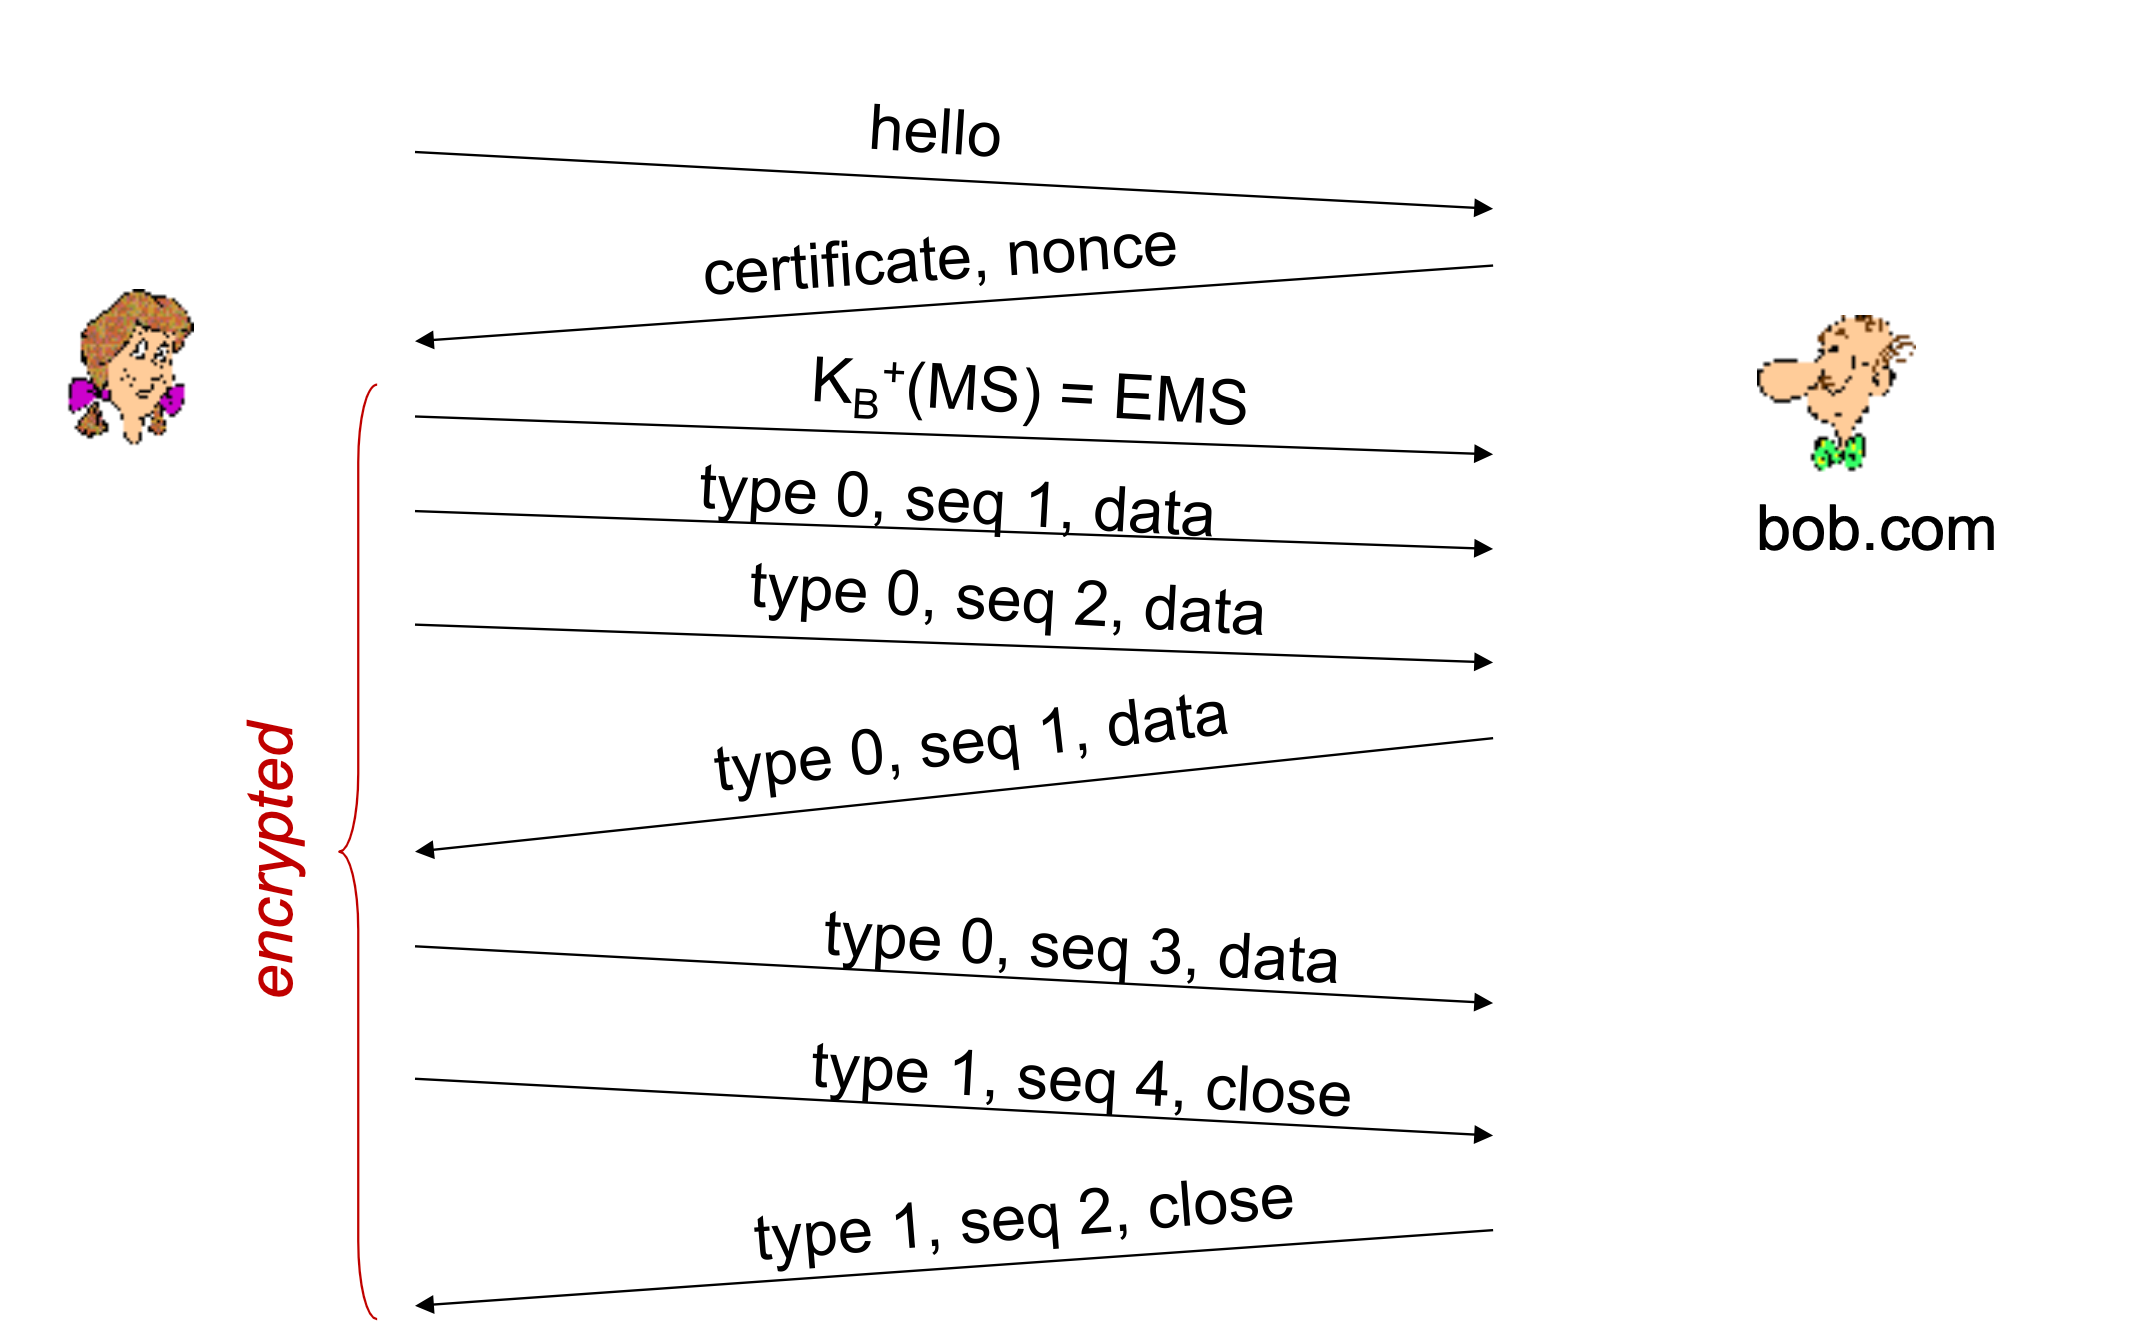 hello
certificate, nonce
K_B^+(MS) = EMS
type 0, seq 1, data
bob.com
type 0, seq 2, data
type 0, seq 1, data
encrypted
type 0, seq 3, data
type 1, seq 4, close
type 1, seq 2, close